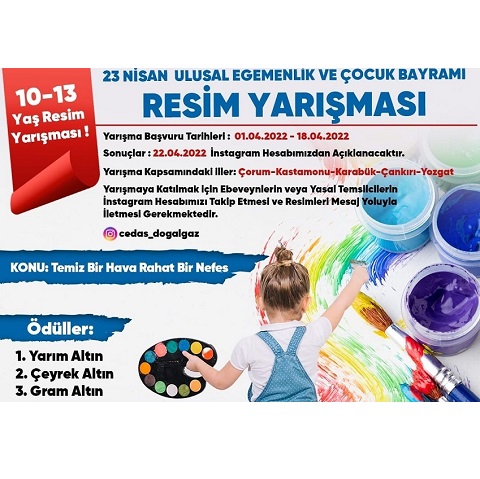 23 NİSAN ULUSAL EGEMENLİK VE ÇOCUK BAYRAMI
RESİM YARIŞMASI
10-13
Yaş Resim
Yarışması !
Yarışma Başvuru Tarihleri : 01.04.2022 - 18.04.2022
Sonuçlar : 22.04.2022 İnstagram Hesabımızdan Açıklanacaktır.
Yarışma Kapsamındaki iller: Çorum-Kastamonu-Karabük-Çankırı-Yozgat
Yarışmaya Katılmak İçin Ebeveynlerin veya Yasal Temsilcilerin
İnstagram Hesabımızı Takip Etmesi ve Resimleri Mesaj Yoluyla
İletmesi Gerekmektedir.
cedas_dogalgaz
KONU: Temiz Bir Hava Rahat Bir Nefes
Ödüller:
1. Yarım Altın
2. Çeyrek Altın
3. Gram Altın